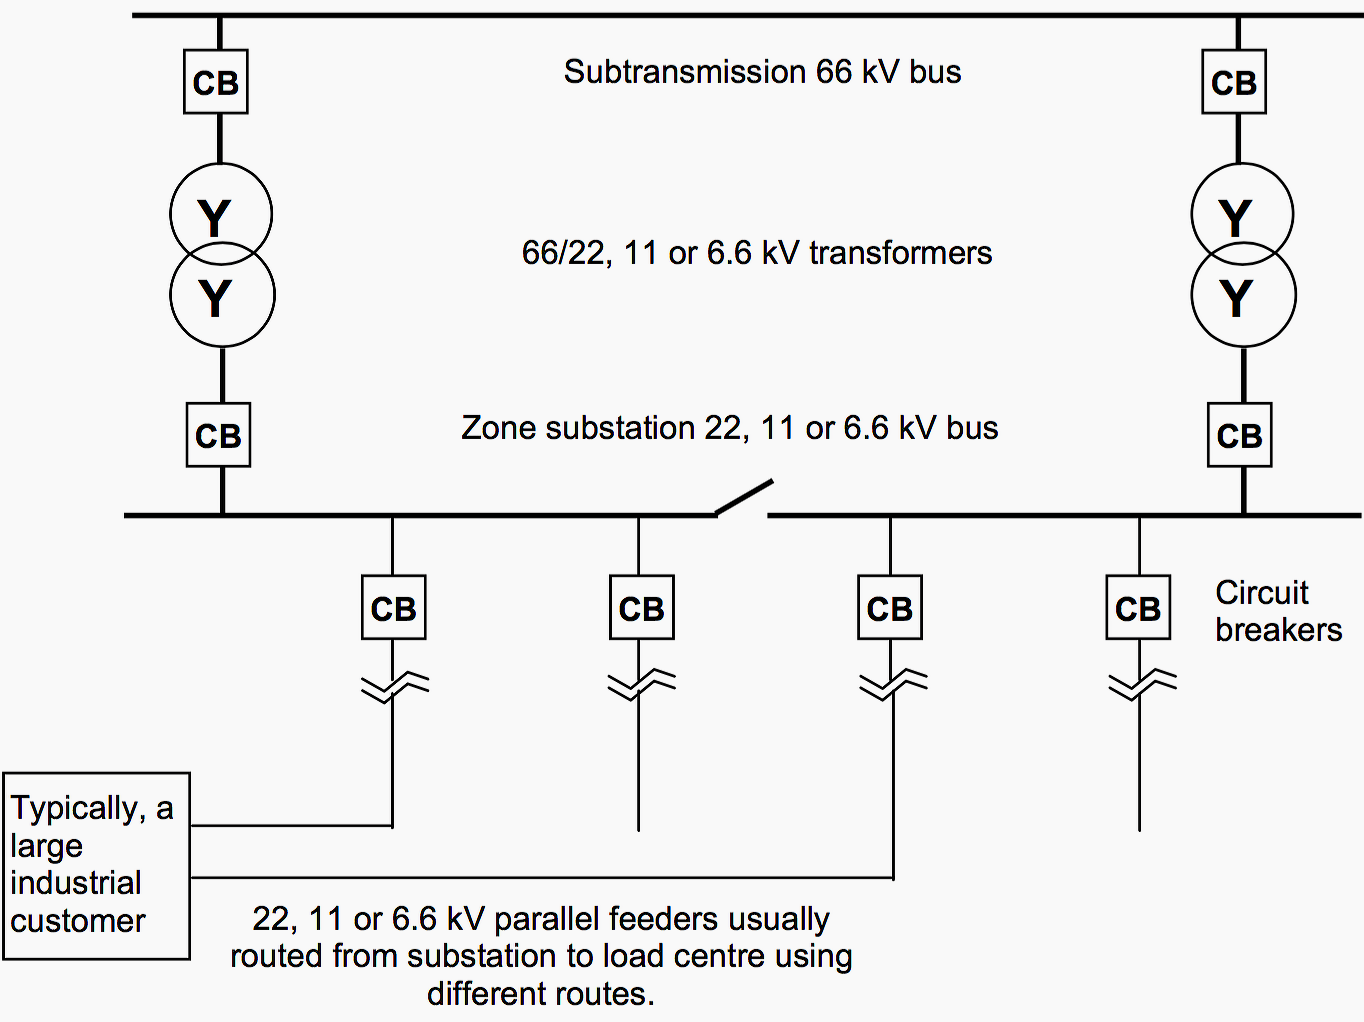 Subtransmission 66 kV bus
CB
CB
Y
Y
66/22, 11 or 6.6 kV transformers
Y
Y
Zone substation 22, 11 or 6.6 kV bus
CB
CB
CB
CB
CB
CB
Circuit
breakers
Typically, a
large
industrial
customer
22, 11 or 6.6 kV parallel feeders usually
routed from substation to load centre using
different routes.